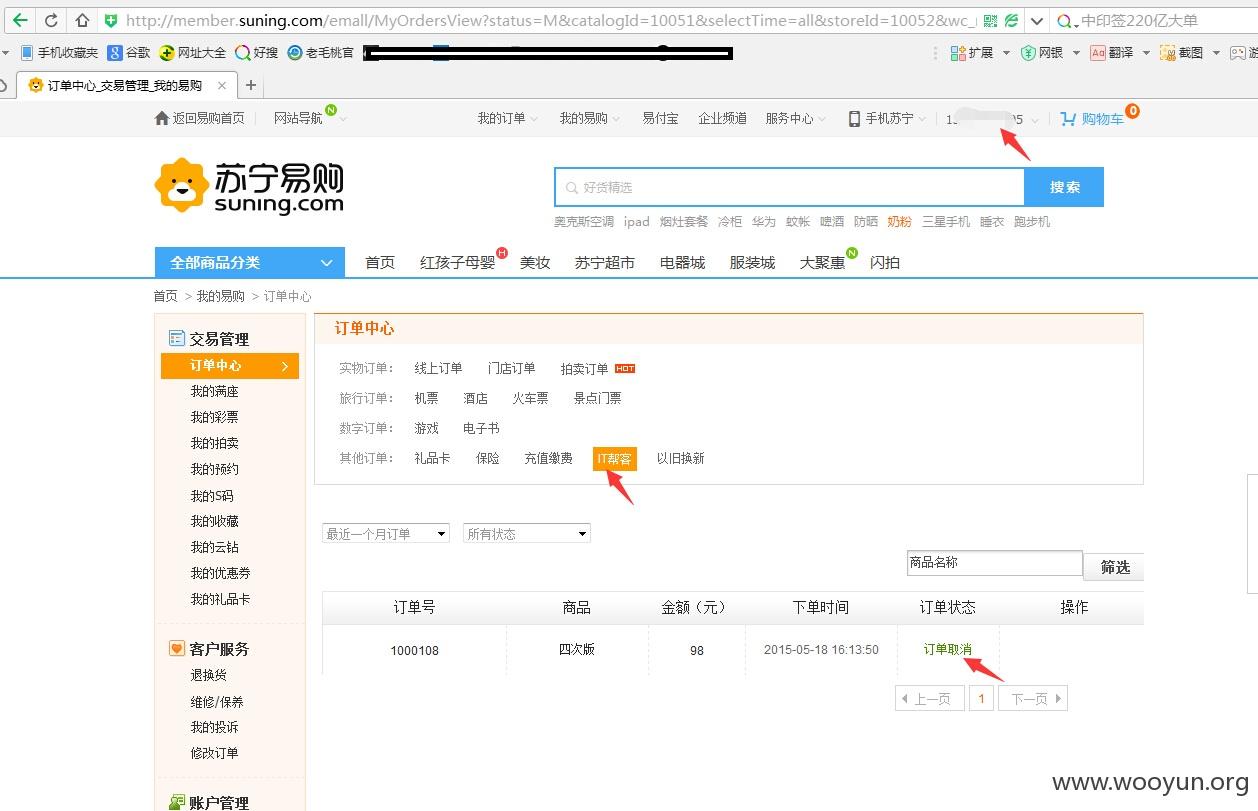 http://member.suning.com/emall/MyOrdersView?status=M&catalogId=10051&selectTime=all&storeId=10052&wc_ 中印签220亿大单
手机收藏夹 谷歌 网址大全 好搜 老毛桃官 扩展 网银 翻译 截图 游
订单中心_交易管理_我的易购
返回易购首页 网站导航 N 我的订单 我的易购 易付宝 企业频道 服务中心 手机苏宁 购物车 0
苏宁易购
suning.com
好货精选 搜索
奥克斯空调 ipad 烟灶套餐 冷柜 华为 蚊帐 啤酒 防晒 奶粉 三星手机 睡衣 跑步机
全部商品分类 首页 红孩子母婴 H 美妆 苏宁超市 电器城 服装城 大聚惠 N 闪拍
首页 > 我的易购 > 订单中心
交易管理
订单中心
我的满座
我的彩票
我的拍卖
我的预约
我的S码
我的收藏
我的云钻
我的优惠券
我的礼品卡
客户服务
退换货
维修/保养
我的投诉
修改订单
账户管理
订单中心
实物订单: 线上订单 门店订单 拍卖订单 HOT
旅行订单: 机票 酒店 火车票 景点门票
数字订单: 游戏 电子书
其他订单: 礼品卡 保险 充值缴费 IT帮客 以旧换新
最近一个月订单 所有状态
商品名称 筛选
订单号 商品 金额（元） 下单时间 订单状态 操作
1000108 四次版 98 2015-05-18 16:13:50 订单取消
上一页 1 下一页
www.wooyun.org